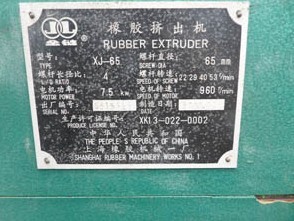 橡胶挤出机
RUBBER EXTRUDER
型号: XJ-65 螺杆直径: 65 mm
TYPE SCREW-DIA
螺杆长径比: 4 螺杆转速: 22 29 40 53 r/min
L/D RATIO SPEED OF SCREW
电机功率: 7.5 kw 电机转速: 960 r/min
MOTOR POWER SPEED OF MOTOR
出厂编号: 制造日期:
SERIAL NO.
生产许可证编号: XK13-022-0002
PRODUCE LICENSE NO.
中华人民共和国
THE PEOPLE'S REPUBLIC OF CHINA
上海橡胶机械一厂
SHANGHAI RUBBER MACHINERY WORKS NO.1